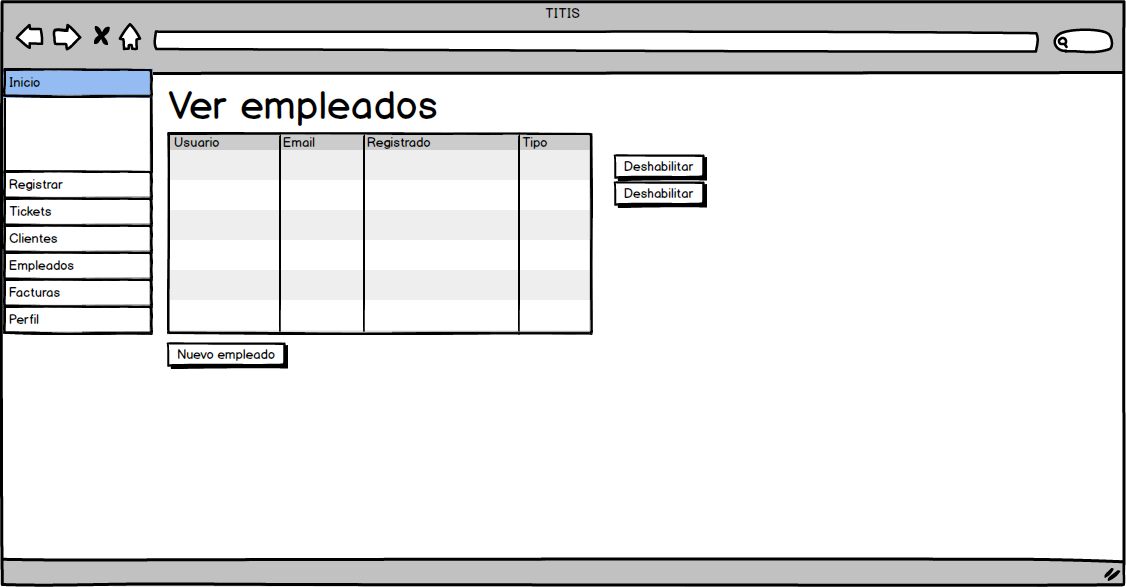 TITIS
Inicio
Registrar
Tickets
Clientes
Empleados
Facturas
Perfil
Ver empleados
Usuario Email Registrado Tipo
Deshabilitar
Deshabilitar
Nuevo empleado